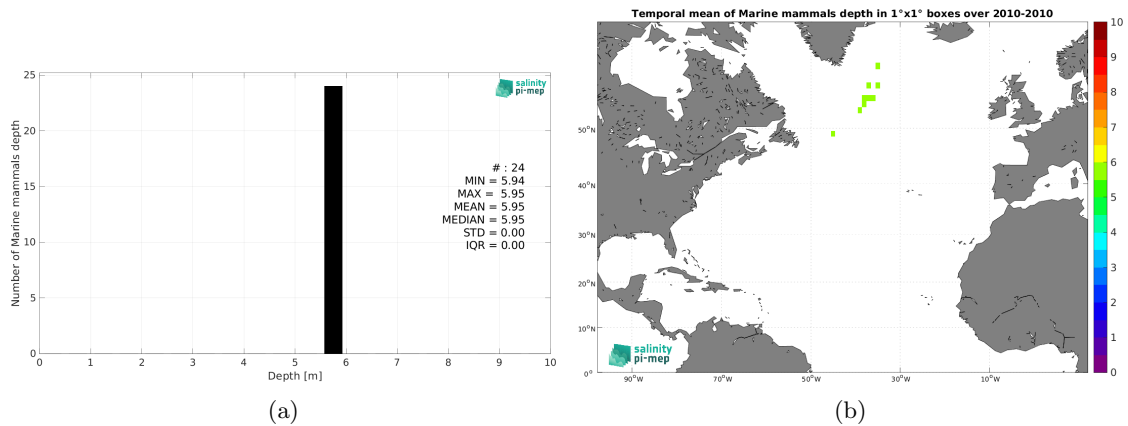 25
20
15
10
5
0
Number of Marine mammals depth
salinity
pi-mep
# : 24
MIN = 5.94
MAX =  5.95
MEAN = 5.95
MEDIAN = 5.95
STD = 0.00
IQR = 0.00
0 1 2 3 4 5 6 7 8 9 10
Depth [m]
(a)
Temporal mean of Marine mammals depth in 1°x1° boxes over 2010-2010
50°N
40°N
30°N
20°N
10°N
0°
90°W 70°W 50°W 30°W 10°W
salinity
pi-mep
10
9
8
7
6
5
4
3
2
1
0
(b)